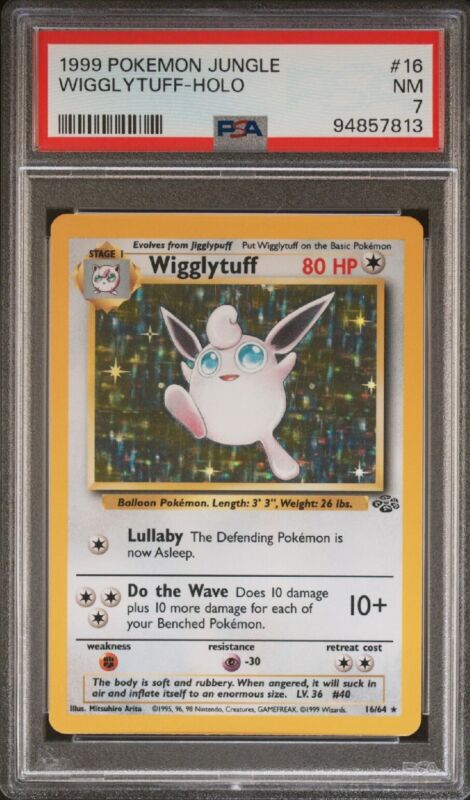 1999 POKEMON JUNGLE #16
WIGGLYTUFF-HOLO NM
7
PSA 94857813
Evolves from Jigglypuff Put Wigglytuff on the Basic Pokémon
STAGE 1
Wigglytuff 80 HP
Balloon Pokémon. Length: 3' 3", Weight: 26 lbs.
Lullaby The Defending Pokémon is
now Asleep.
Do the Wave Does 10 damage
plus 10 more damage for each of
your Benched Pokémon.
10+
weakness resistance retreat cost
-30
The body is soft and rubbery. When angered, it will suck in
air and inflate itself to an enormous size. LV. 36 #40
Illus. Mitsuhiro Arita ©1995, 96, 98 Nintendo, Creatures, GAMEFREAK. ©1999 Wizards. 16/64 ★
PSA